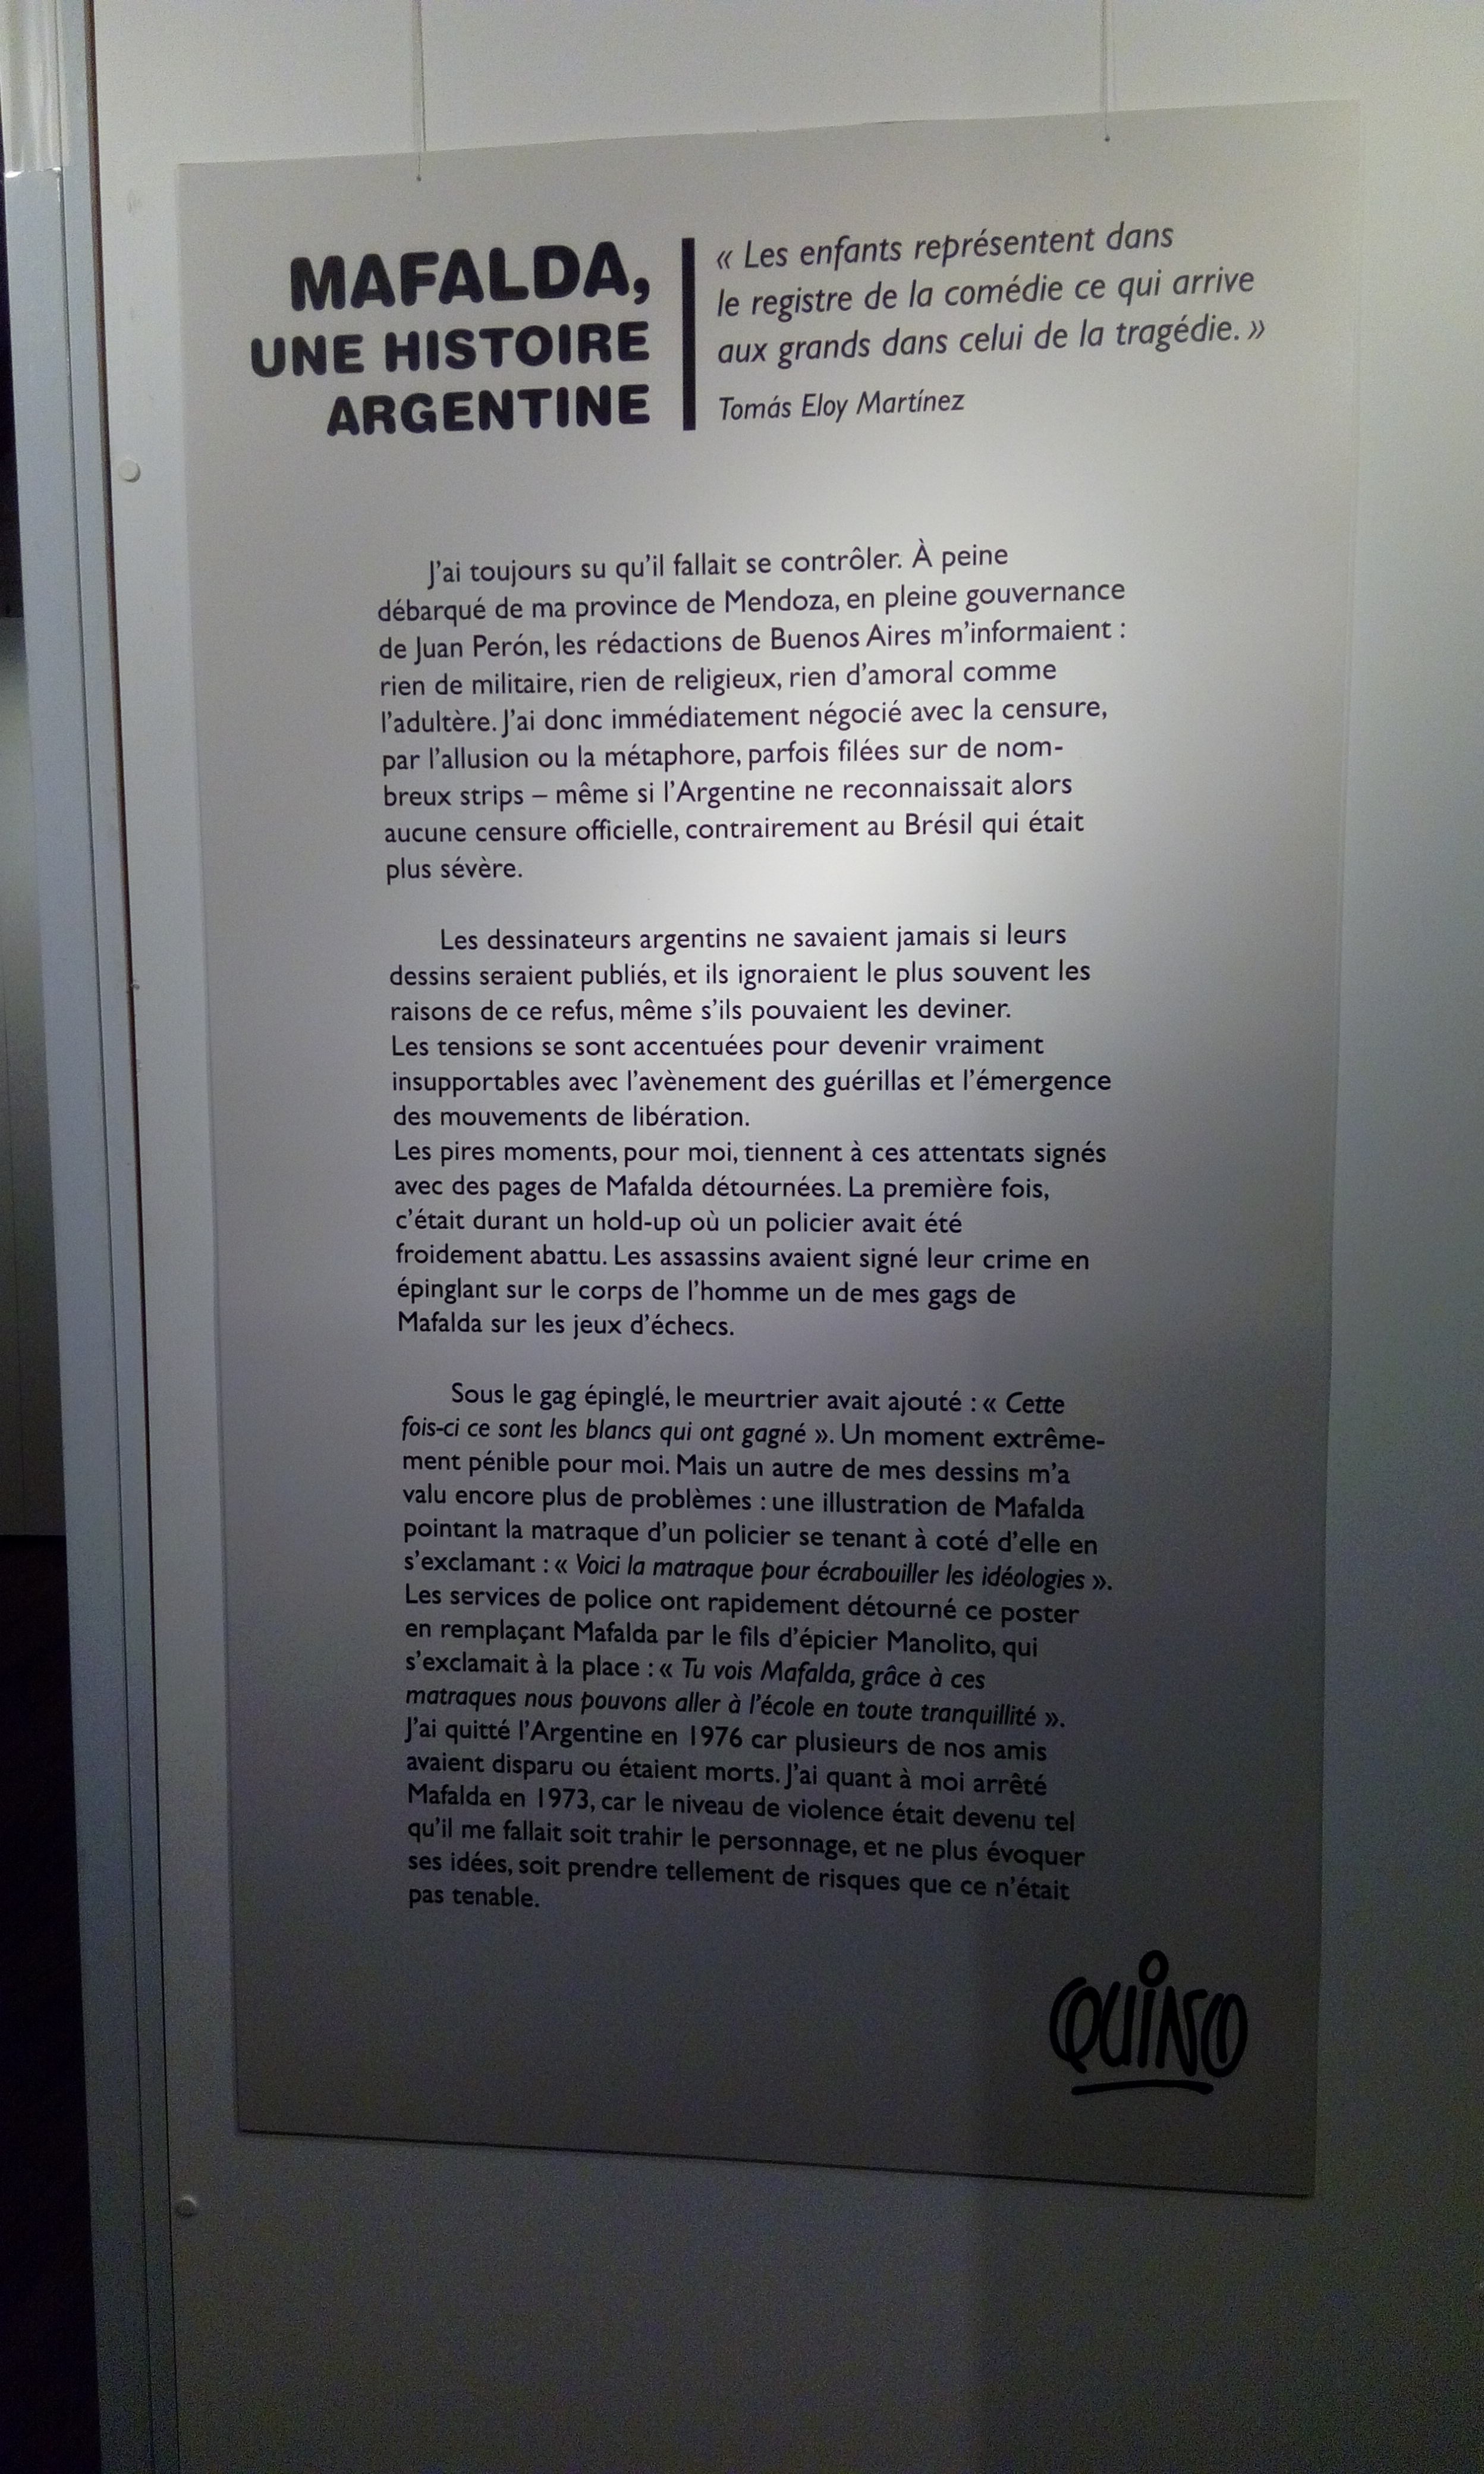 MAFALDA,
UNE HISTOIRE
ARGENTINE
« Les enfants représentent dans
le registre de la comédie ce qui arrive
aux grands dans celui de la tragédie. »
Tomás Eloy Martínez
J'ai toujours su qu'il fallait se contrôler. À peine
débarqué de ma province de Mendoza, en pleine gouvernance
de Juan Perón, les rédactions de Buenos Aires m'informaient :
rien de militaire, rien de religieux, rien d'amoral comme
l'adultère. J'ai donc immédiatement négocié avec la censure,
par l'allusion ou la métaphore, parfois filées sur de nom-
breux strips – même si l'Argentine ne reconnaissait alors
aucune censure officielle, contrairement au Brésil qui était
plus sévère.
Les dessinateurs argentins ne savaient jamais si leurs
dessins seraient publiés, et ils ignoraient le plus souvent les
raisons de ce refus, même s'ils pouvaient les deviner.
Les tensions se sont accentuées pour devenir vraiment
insupportables avec l'avènement des guérillas et l'émergence
des mouvements de libération.
Les pires moments, pour moi, tiennent à ces attentats signés
avec des pages de Mafalda détournées. La première fois,
c'était durant un hold-up où un policier avait été
froidement abattu. Les assassins avaient signé leur crime en
épinglant sur le corps de l'homme un de mes gags de
Mafalda sur les jeux d'échecs.
Sous le gag épinglé, le meurtrier avait ajouté : « Cette
fois-ci ce sont les blancs qui ont gagné ». Un moment extrême-
ment pénible pour moi. Mais un autre de mes dessins m'a
valu encore plus de problèmes : une illustration de Mafalda
pointant la matraque d'un policier se tenant à coté d'elle en
s'exclamant : « Voici la matraque pour écrabouiller les idéologies ».
Les services de police ont rapidement détourné ce poster
en remplaçant Mafalda par le fils d'épicier Manolito, qui
s'exclamait à la place : « Tu vois Mafalda, grâce à ces
matraques nous pouvons aller à l'école en toute tranquillité ».
J'ai quitté l'Argentine en 1976 car plusieurs de nos amis
avaient disparu ou étaient morts. J'ai quant à moi arrêté
Mafalda en 1973, car le niveau de violence était devenu tel
qu'il me fallait soit trahir le personnage, et ne plus évoquer
ses idées, soit prendre tellement de risques que ce n'était
pas tenable.
QUINO